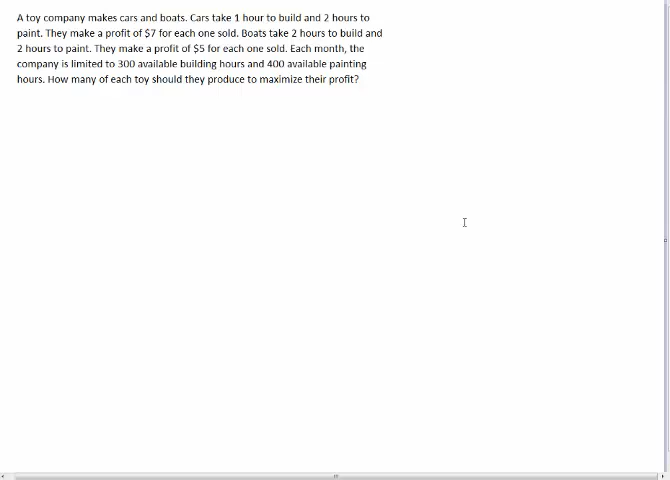 A toy company makes cars and boats. Cars take 1 hour to build and 2 hours to
paint. They make a profit of $7 for each one sold. Boats take 2 hours to build and
2 hours to paint. They make a profit of $5 for each one sold. Each month, the
company is limited to 300 available building hours and 400 available painting
hours. How many of each toy should they produce to maximize their profit?